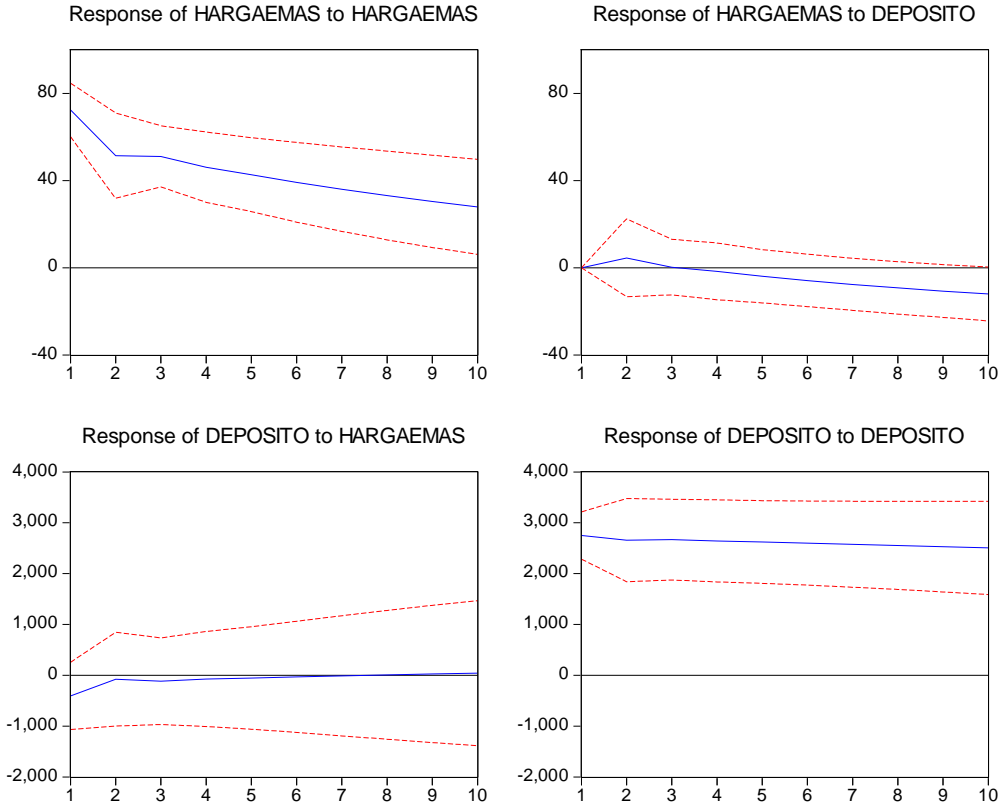 Response of HARGAEMAS to HARGAEMAS
80
40
0
-40
1 2 3 4 5 6 7 8 9 10
Response of HARGAEMAS to DEPOSITO
80
40
0
-40
1 2 3 4 5 6 7 8 9 10
Response of DEPOSITO to HARGAEMAS
4,000
3,000
2,000
1,000
0
-1,000
-2,000
1 2 3 4 5 6 7 8 9 10
Response of DEPOSITO to DEPOSITO
4,000
3,000
2,000
1,000
0
-1,000
-2,000
1 2 3 4 5 6 7 8 9 10